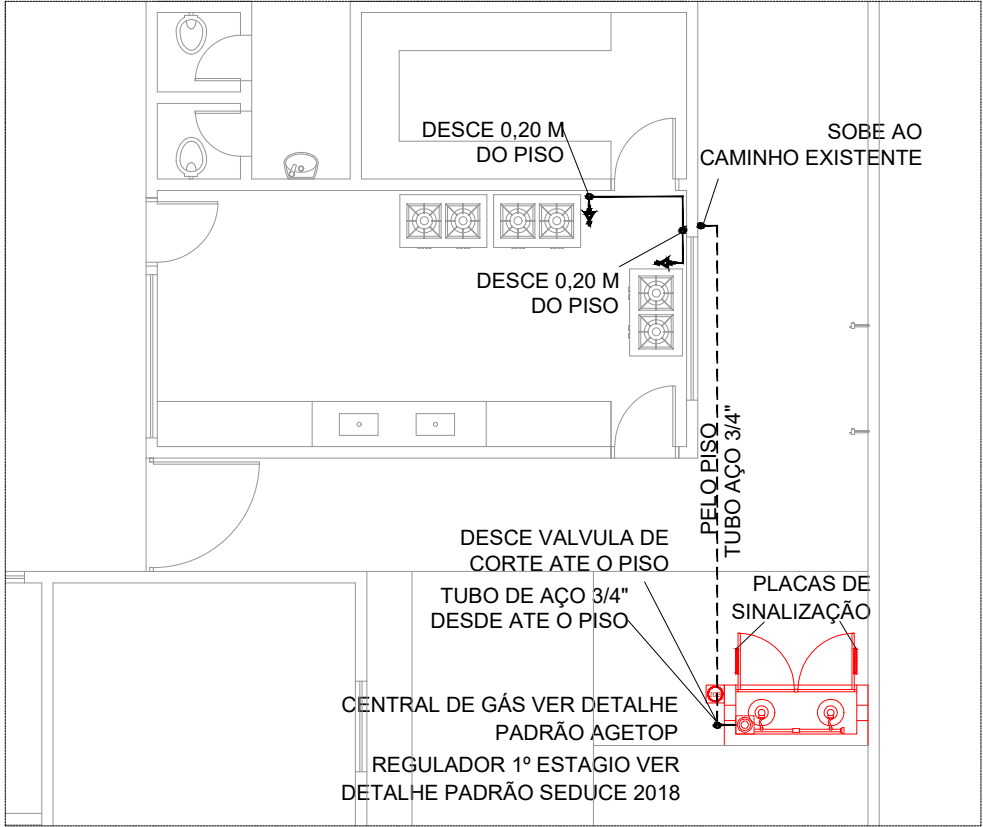 DESCE 0,20 M
DO PISO
SOBE AO
CAMINHO EXISTENTE
DESCE 0,20 M
DO PISO
PELO PISO
TUBO AÇO 3/4"
DESCE VALVULA DE
CORTE ATE O PISO
TUBO DE AÇO 3/4"
DESDE ATE O PISO
PLACAS DE
SINALIZAÇÃO
CENTRAL DE GÁS VER DETALHE
PADRÃO AGETOP
REGULADOR 1º ESTAGIO VER
DETALHE PADRÃO SEDUCE 2018